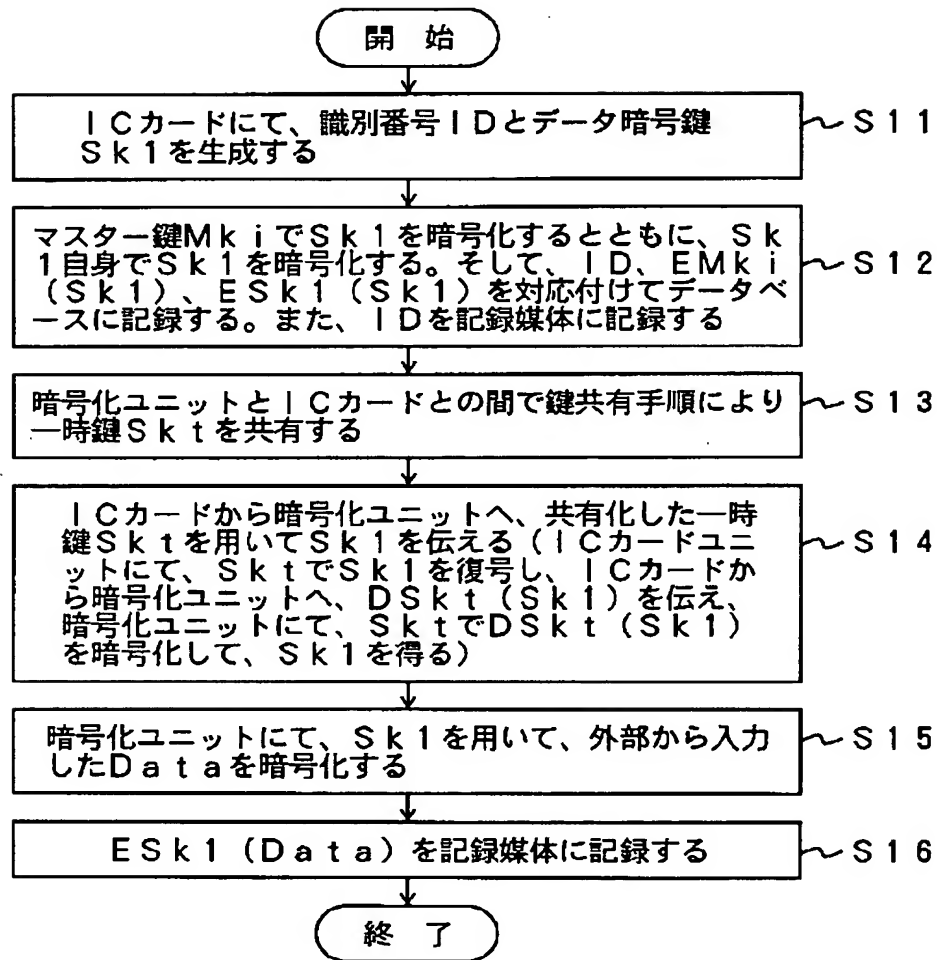 開　始
ＩＣカードにて、識別番号ＩＤとデータ暗号鍵
Ｓｋ１を生成する
～Ｓ１１
マスター鍵Mｋｉで Ｓｋ１を暗号化するとともに、Ｓｋ
１自身でＳｋ１を暗号化する。そして、ＩＤ、ＥＭｋｉ
（Ｓｋ１）、ＥＳｋ１（Ｓｋ１）を対応付けてデータベ
ースに記録する。また、ＩＤを記録媒体に記録する
～Ｓ１２
暗号化ユニットとＩＣカードとの間で鍵共有手順により
一時鍵Ｓｋｔを共有する
～Ｓ１３
ＩＣカードから暗号化ユニットへ、共有化した一時
鍵Ｓｋｔを用いてＳｋ１を伝える（ＩＣカードユニ
ットにて、ＳｋｔでＳｋ１を復号し、ＩＣカードか
ら暗号化ユニットへ、ＤＳｋｔ（Ｓｋ１）を伝え、
暗号化ユニットにて、ＳｋｔでＤＳｋｔ（Ｓｋ１）
を暗号化して、Ｓｋ１を得る）
～Ｓ１４
暗号化ユニットにて、Ｓｋ１を用いて、外部から入力
したＤａｔａを暗号化する
～Ｓ１５
ＥＳｋ１（Ｄａｔａ）を記録媒体に記録する
～Ｓ１６
終　了